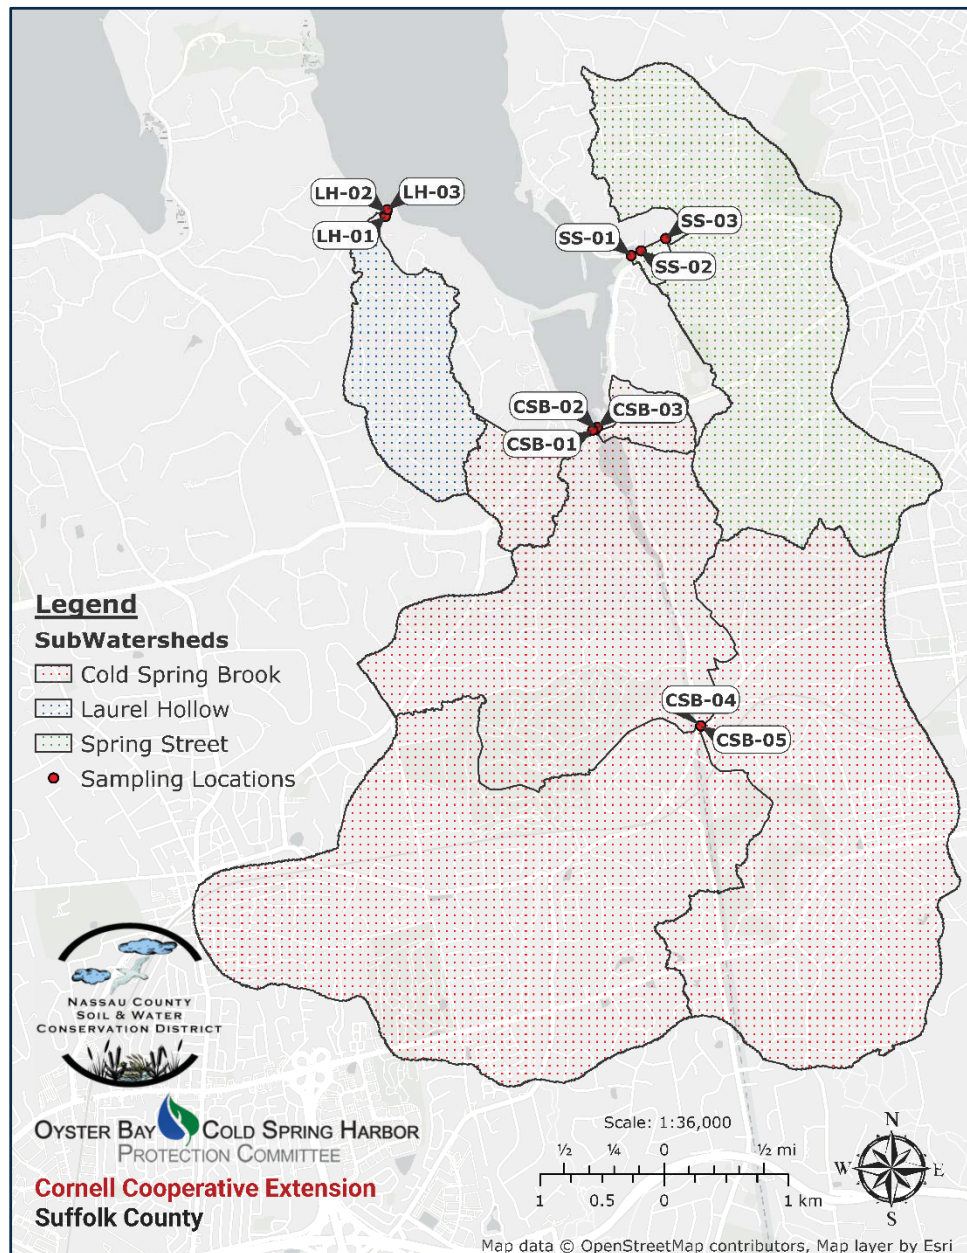 LH-02
LH-03
LH-01
SS-03
SS-01
SS-02
CSB-02
CSB-03
CSB-01
Legend
SubWatersheds
Cold Spring Brook
Laurel Hollow
Spring Street
Sampling Locations
CSB-04
CSB-05
NASSAU COUNTY
SOIL & WATER
CONSERVATION DISTRICT
OYSTER BAY COLD SPRING HARBOR
PROTECTION COMMITTEE
Cornell Cooperative Extension
Suffolk County
Scale: 1:36,000
½ ¼ 0 ½ mi
1 0.5 0 1 km
N
W E
S
Map data © OpenStreetMap contributors, Map layer by Esri